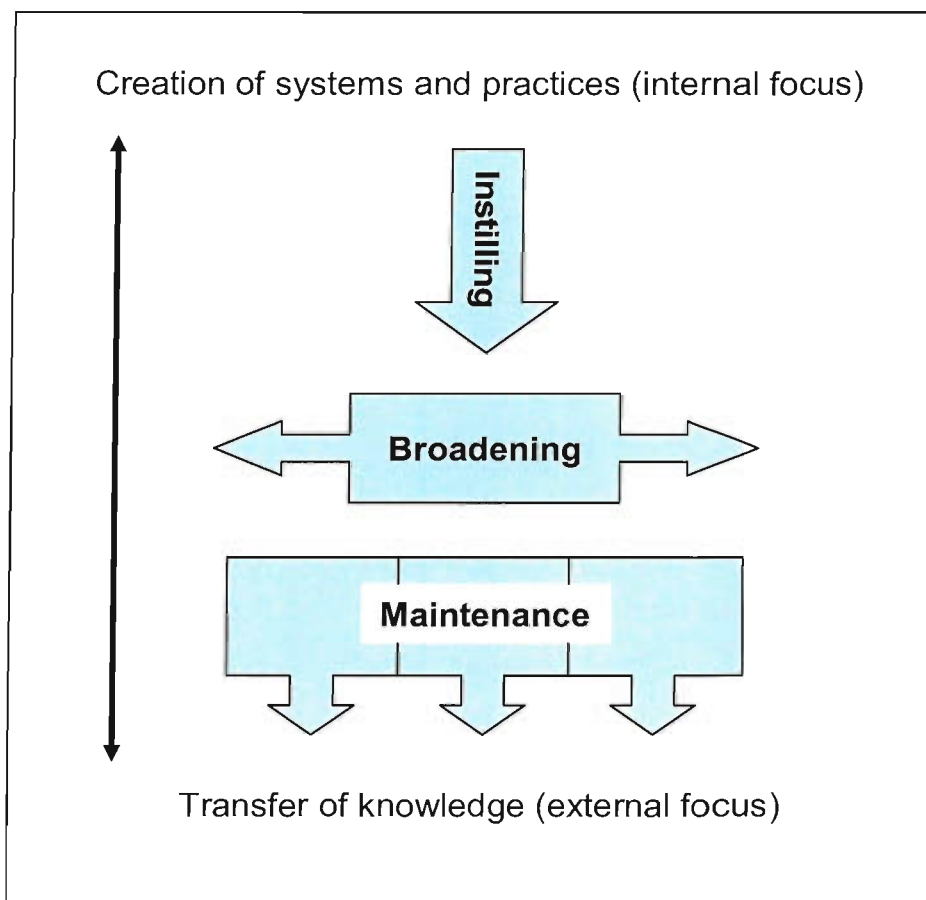 Creation of systems and practices (internal focus)
Instilling
Broadening
Maintenance
Transfer of knowledge (external focus)